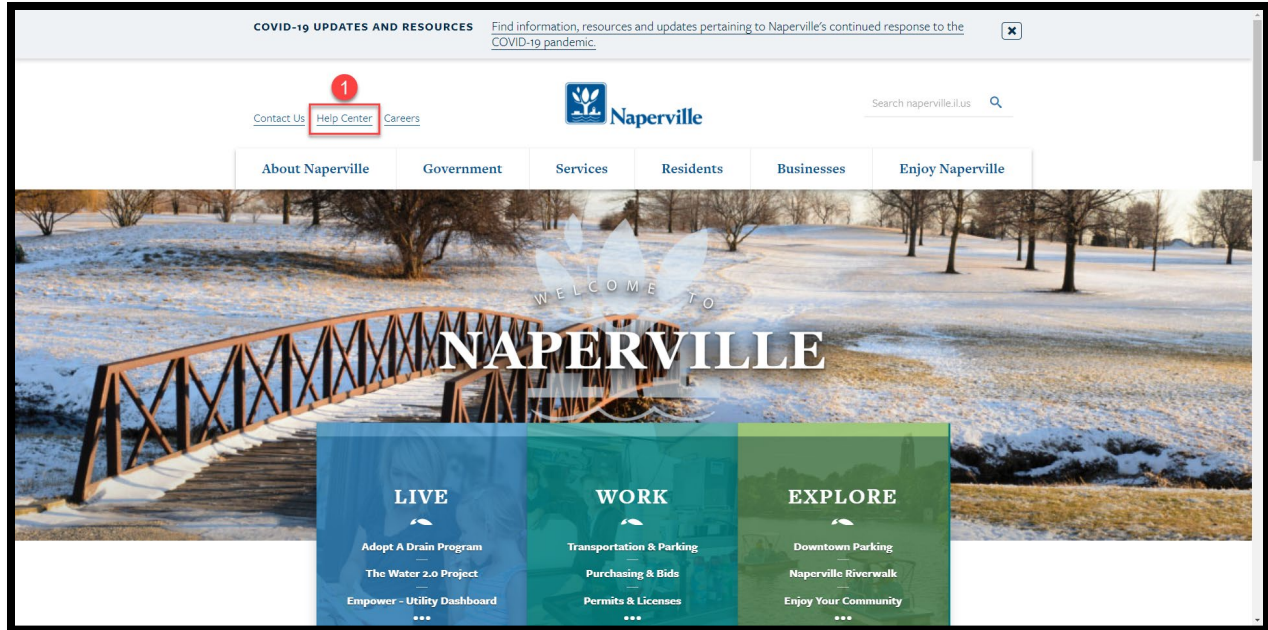 COVID-19 UPDATES AND RESOURCES Find information, resources and updates pertaining to Naperville's continued response to the
COVID-19 pandemic.
1
Contact Us Help Center Careers
Naperville
Search naperville.il.us
About Naperville Government Services Residents Businesses Enjoy Naperville
WELCOME TO
NAPERVILLE
LIVE WORK EXPLORE
Adopt A Drain Program Transportation & Parking Downtown Parking
The Water 2.0 Project Purchasing & Bids Naperville Riverwalk
Empower - Utility Dashboard Permits & Licenses Enjoy Your Community